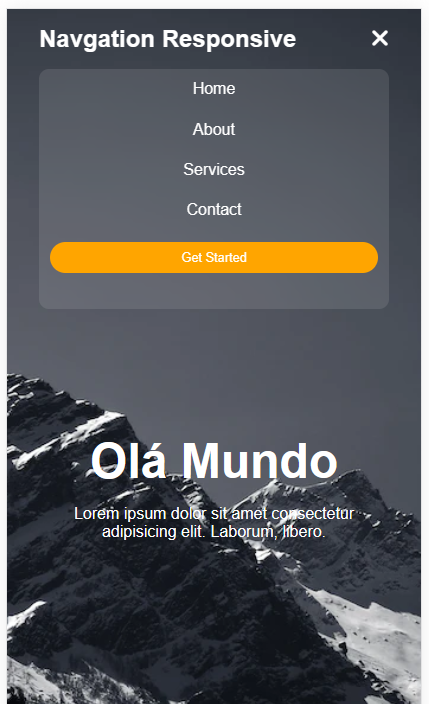 Navgation Responsive
Home
About
Services
Contact
Get Started
Olá Mundo
Lorem ipsum dolor sit amet consectetur
adipisicing elit. Laborum, libero.